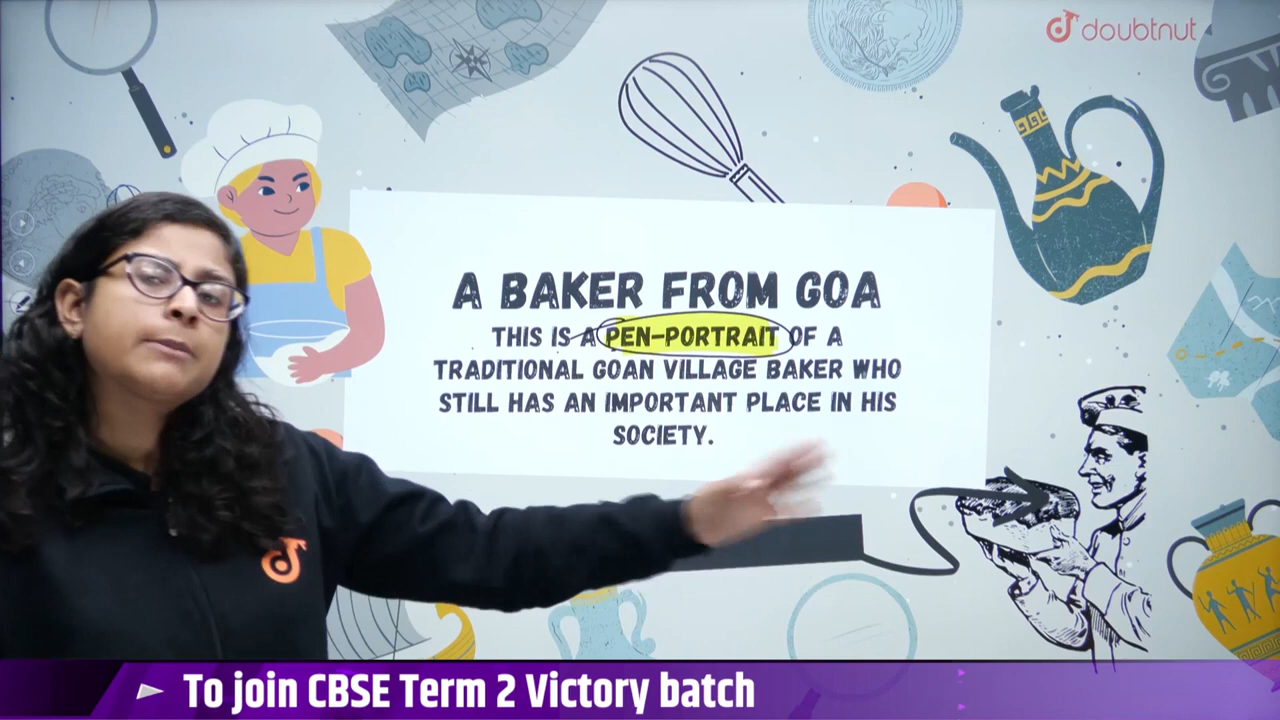 doubtnut
A BAKER FROM GOA
THIS IS A PEN-PORTRAIT OF A
TRADITIONAL GOAN VILLAGE BAKER WHO
STILL HAS AN IMPORTANT PLACE IN HIS
SOCIETY.
To join CBSE Term 2 Victory batch